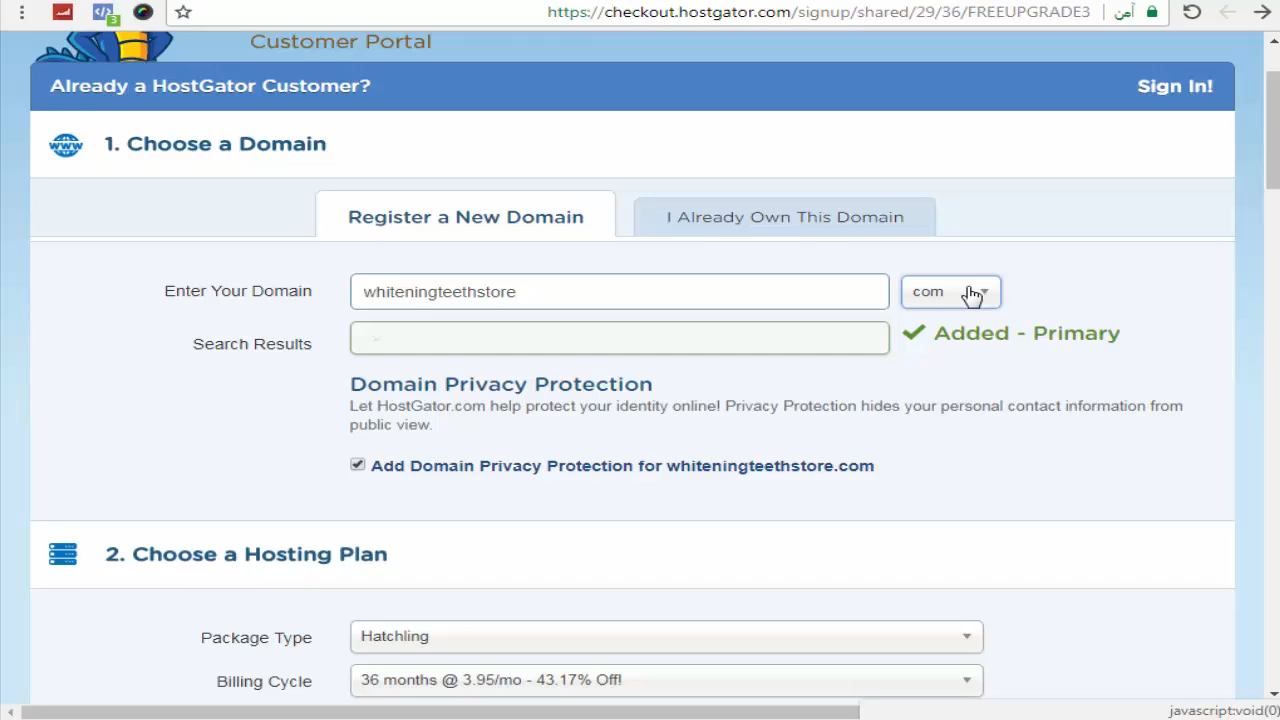 3
https://checkout.hostgator.com/signup/shared/29/36/FREEUPGRADE3 | آمن
Customer Portal
Already a HostGator Customer? Sign In!
www 1. Choose a Domain
Register a New Domain I Already Own This Domain
Enter Your Domain whiteningteethstore com
Search Results Added - Primary
Domain Privacy Protection
Let HostGator.com help protect your identity online! Privacy Protection hides your personal contact information from
public view.
Add Domain Privacy Protection for whiteningteethstore.com
2. Choose a Hosting Plan
Package Type Hatchling
Billing Cycle 36 months @ 3.95/mo - 43.17% Off!
javascript:void(0)